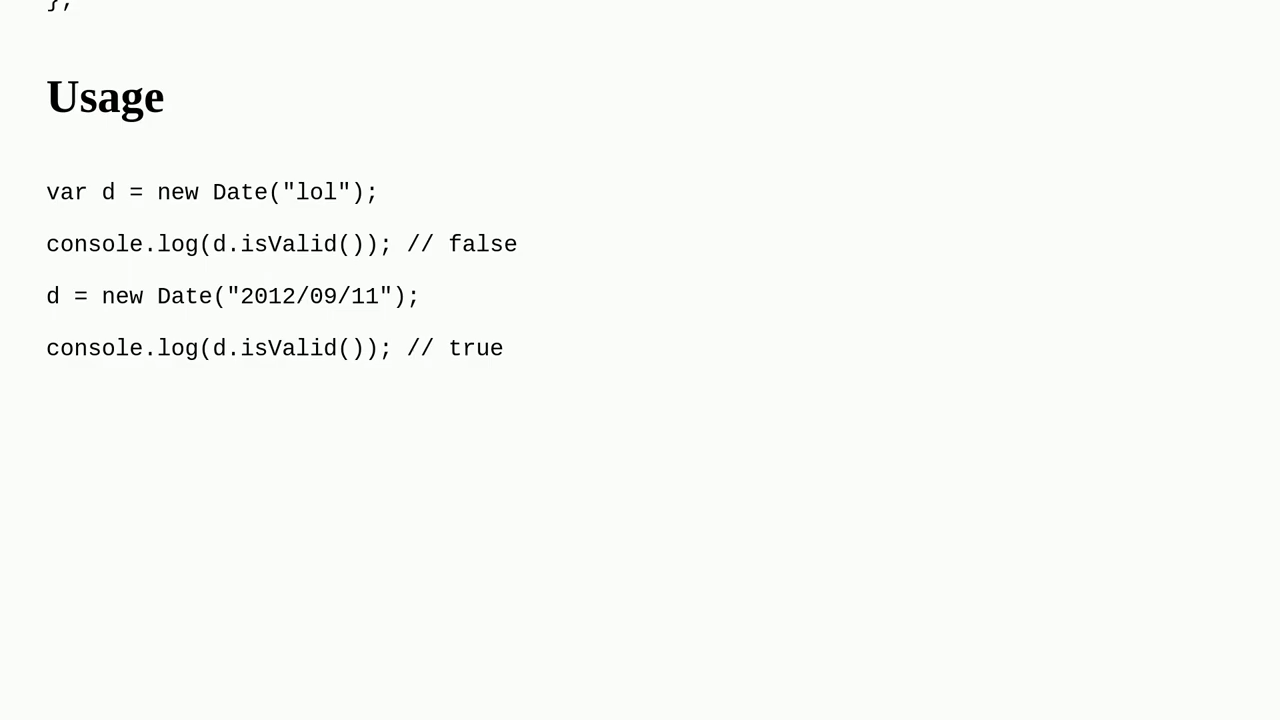 };
Usage
var d = new Date("lol");
console.log(d.isValid()); // false
d = new Date("2012/09/11");
console.log(d.isValid()); // true